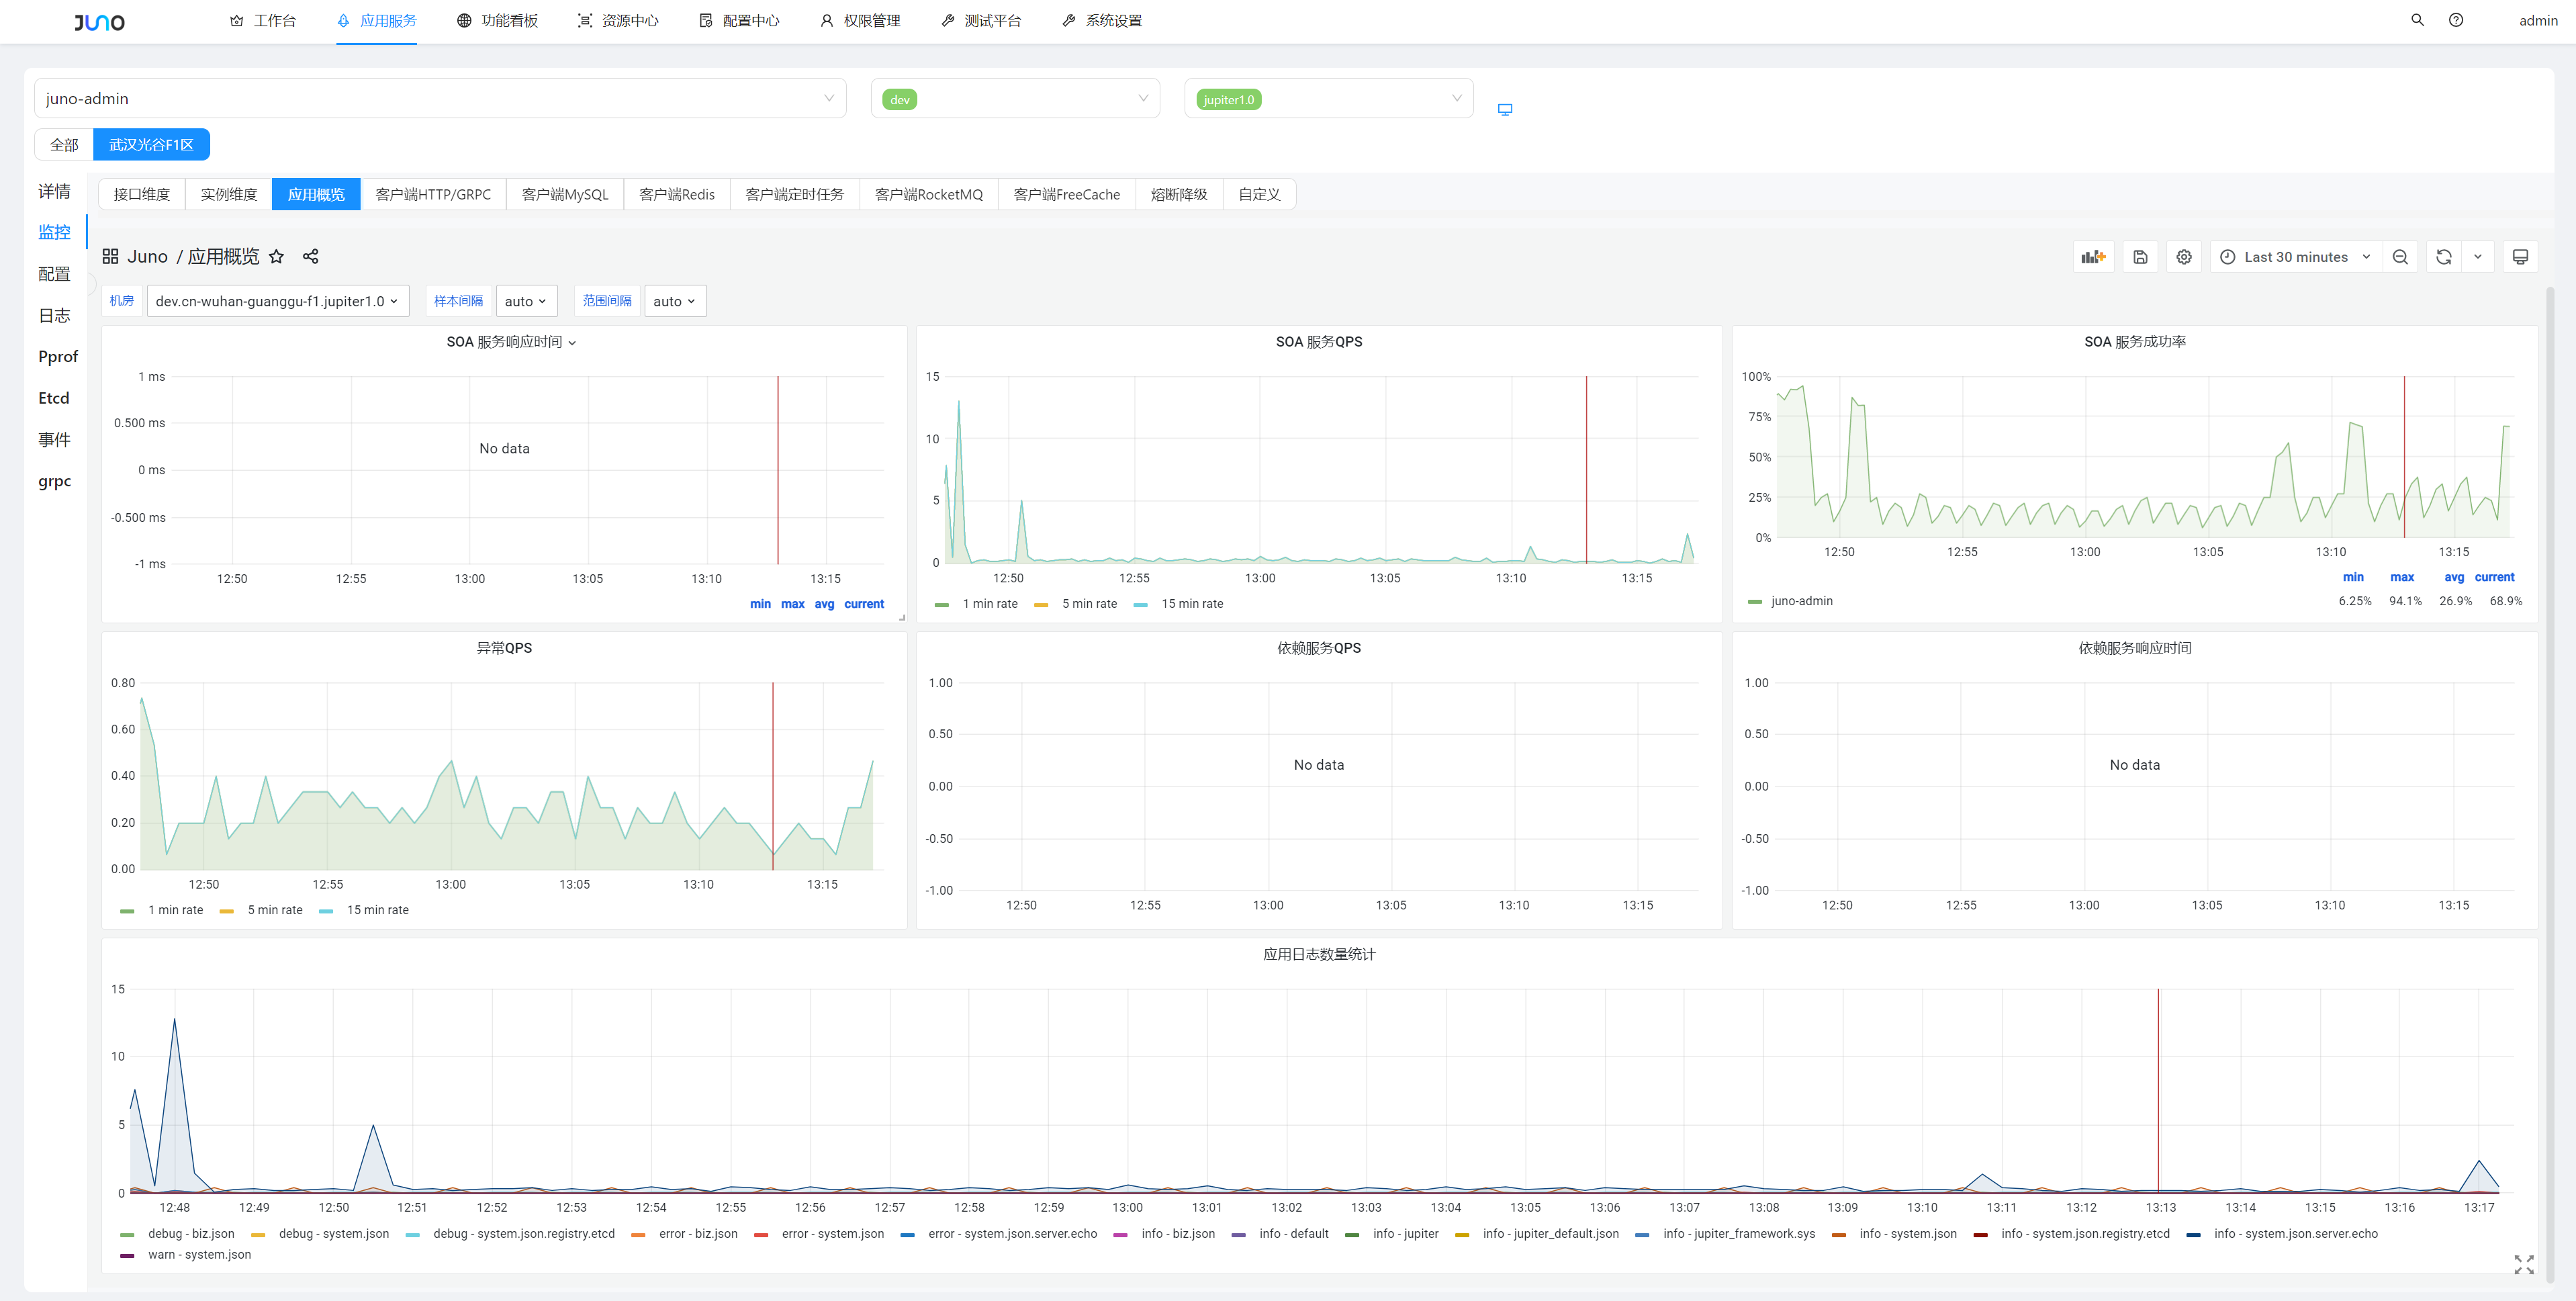 JUNO 工作台 应用服务 功能看板 资源中心 配置中心 权限管理 测试平台 系统设置 admin
juno-admin dev jupiter1.0
全部 武汉光谷F1区
详情 接口维度 实例维度 应用概览 客户端HTTP/GRPC 客户端MySQL 客户端Redis 客户端定时任务 客户端RocketMQ 客户端FreeCache 熔断降级 自定义
监控
配置
日志
Pprof
Etcd
事件
grpc
Juno / 应用概览 Last 30 minutes
机房 dev.cn-wuhan-guanggu-f1.jupiter1.0 样本间隔 auto 范围间隔 auto
SOA 服务响应时间
1 ms
0.500 ms
No data
0 ms
-0.500 ms
-1 ms
12:50 12:55 13:00 13:05 13:10 13:15
min max avg current
SOA 服务QPS
15
10
5
0
12:50 12:55 13:00 13:05 13:10 13:15
1 min rate 5 min rate 15 min rate
SOA 服务成功率
100%
75%
50%
25%
0%
12:50 12:55 13:00 13:05 13:10 13:15
min max avg current
juno-admin 6.25% 94.1% 26.9% 68.9%
异常QPS
0.80
0.60
0.40
0.20
0.00
12:50 12:55 13:00 13:05 13:10 13:15
1 min rate 5 min rate 15 min rate
依赖服务QPS
1.00
0.50
No data
0.00
-0.50
-1.00
12:50 12:55 13:00 13:05 13:10 13:15
依赖服务响应时间
1.00
0.50
No data
0.00
-0.50
-1.00
12:50 12:55 13:00 13:05 13:10 13:15
应用日志数量统计
15
10
5
0
12:48 12:49 12:50 12:51 12:52 12:53 12:54 12:55 12:56 12:57 12:58 12:59 13:00 13:01 13:02 13:03 13:04 13:05 13:06 13:07 13:08 13:09 13:10 13:11 13:12 13:13 13:14 13:15 13:16 13:17
debug - biz.json debug - system.json debug - system.json.registry.etcd error - biz.json error - system.json error - system.json.server.echo info - biz.json info - default info - jupiter info - jupiter_default.json info - jupiter_framework.sys info - system.json info - system.json.registry.etcd info - system.json.server.echo
warn - system.json